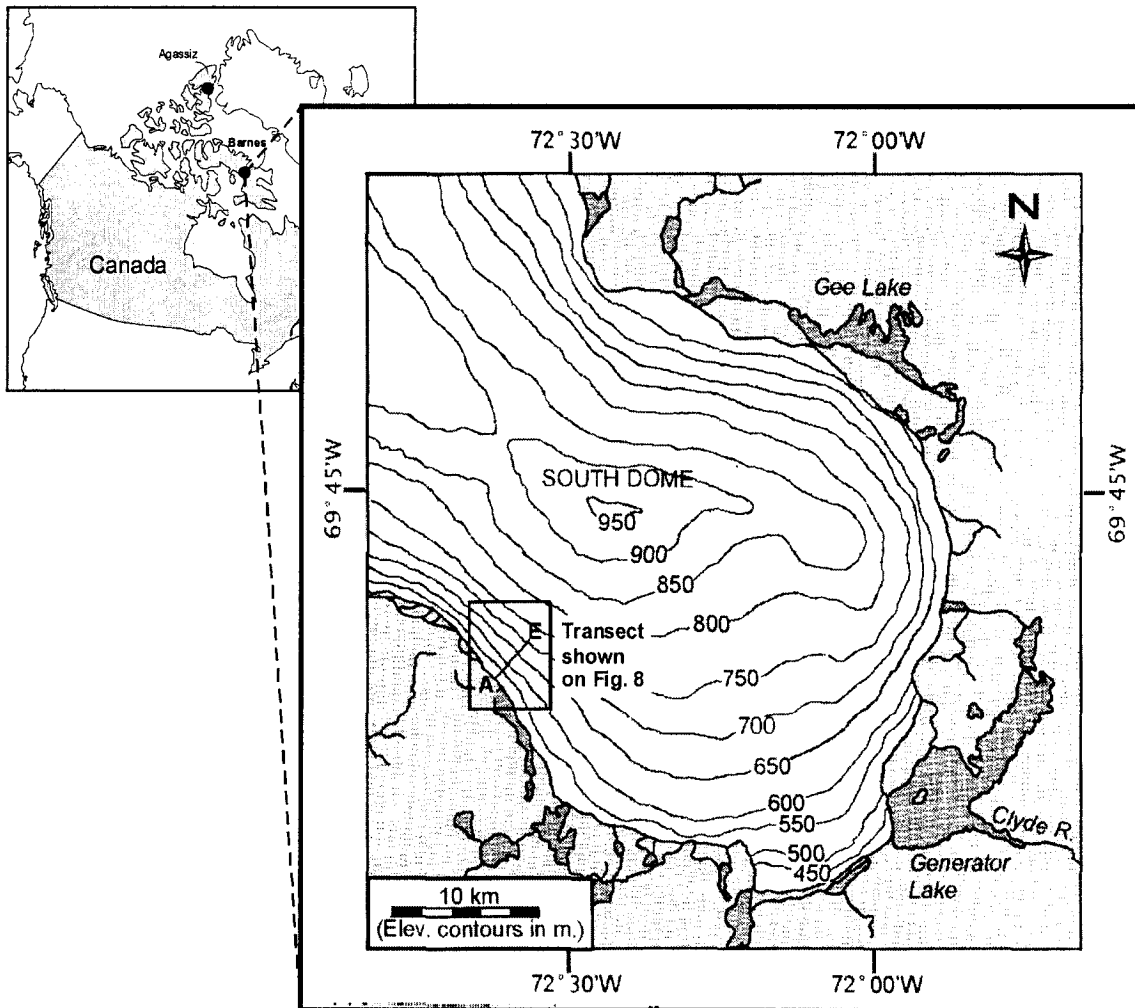 Agassiz
Barnes
Canada
72°30'W
72°00'W
N
Gee Lake
69°45'W
69°45'W
SOUTH DOME
950
900
850
800
750
700
650
600
550
500
450
E
A
Transect
shown
on Fig. 8
Clyde R
Generator
Lake
10 km
(Elev. contours in m.)
72°30'W
72°00'W